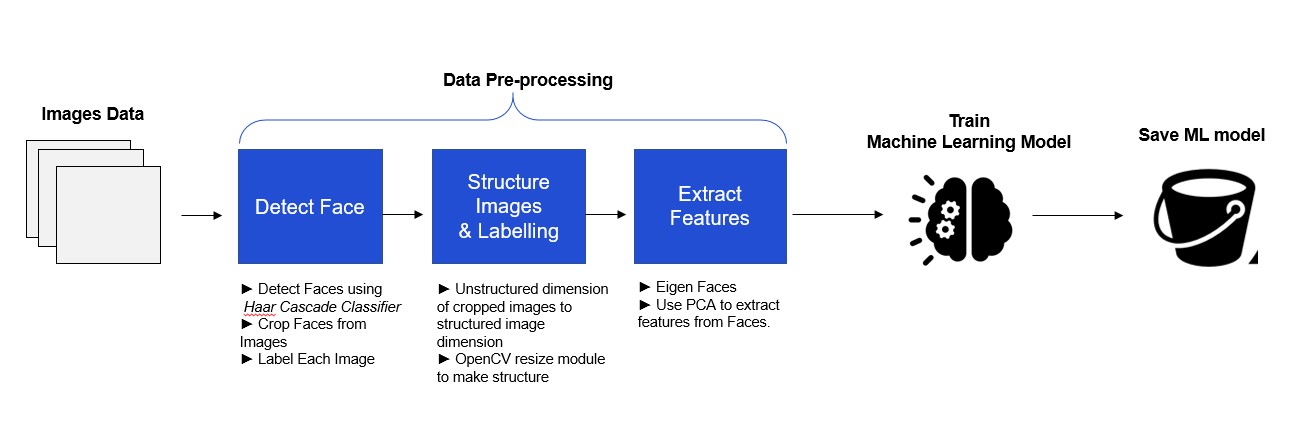 Data Pre-processing
Images Data
Train
Machine Learning Model
Save ML model
Detect Face
Structure
Images
& Labelling
Extract
Features
► Detect Faces using
Haar Cascade Classifier
► Crop Faces from
Images
► Label Each Image
► Unstructured dimension
of cropped images to
structured image
dimension
► OpenCV resize module
to make structure
► Eigen Faces
► Use PCA to extract
features from Faces.